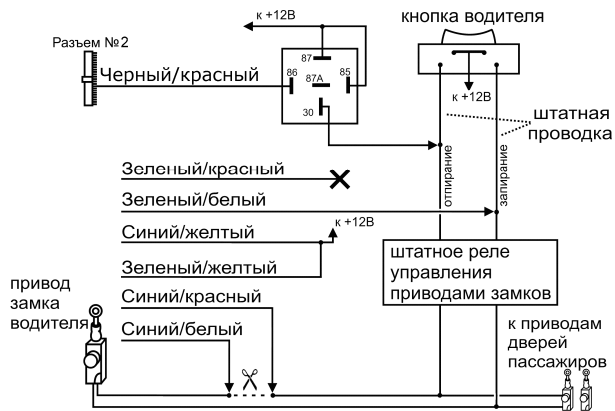 к +12В
кнопка водителя
Разъем №2
87
Черный/красный
86
87А
85
30
к +12В
штатная
проводка
отпирание
запирание
Зеленый/красный
Зеленый/белый
Синий/желтый
к +12В
Зеленый/желтый
штатное реле
управления
приводами замков
привод
замка
водителя
Синий/красный
Синий/белый
к приводам
дверей
пассажиров